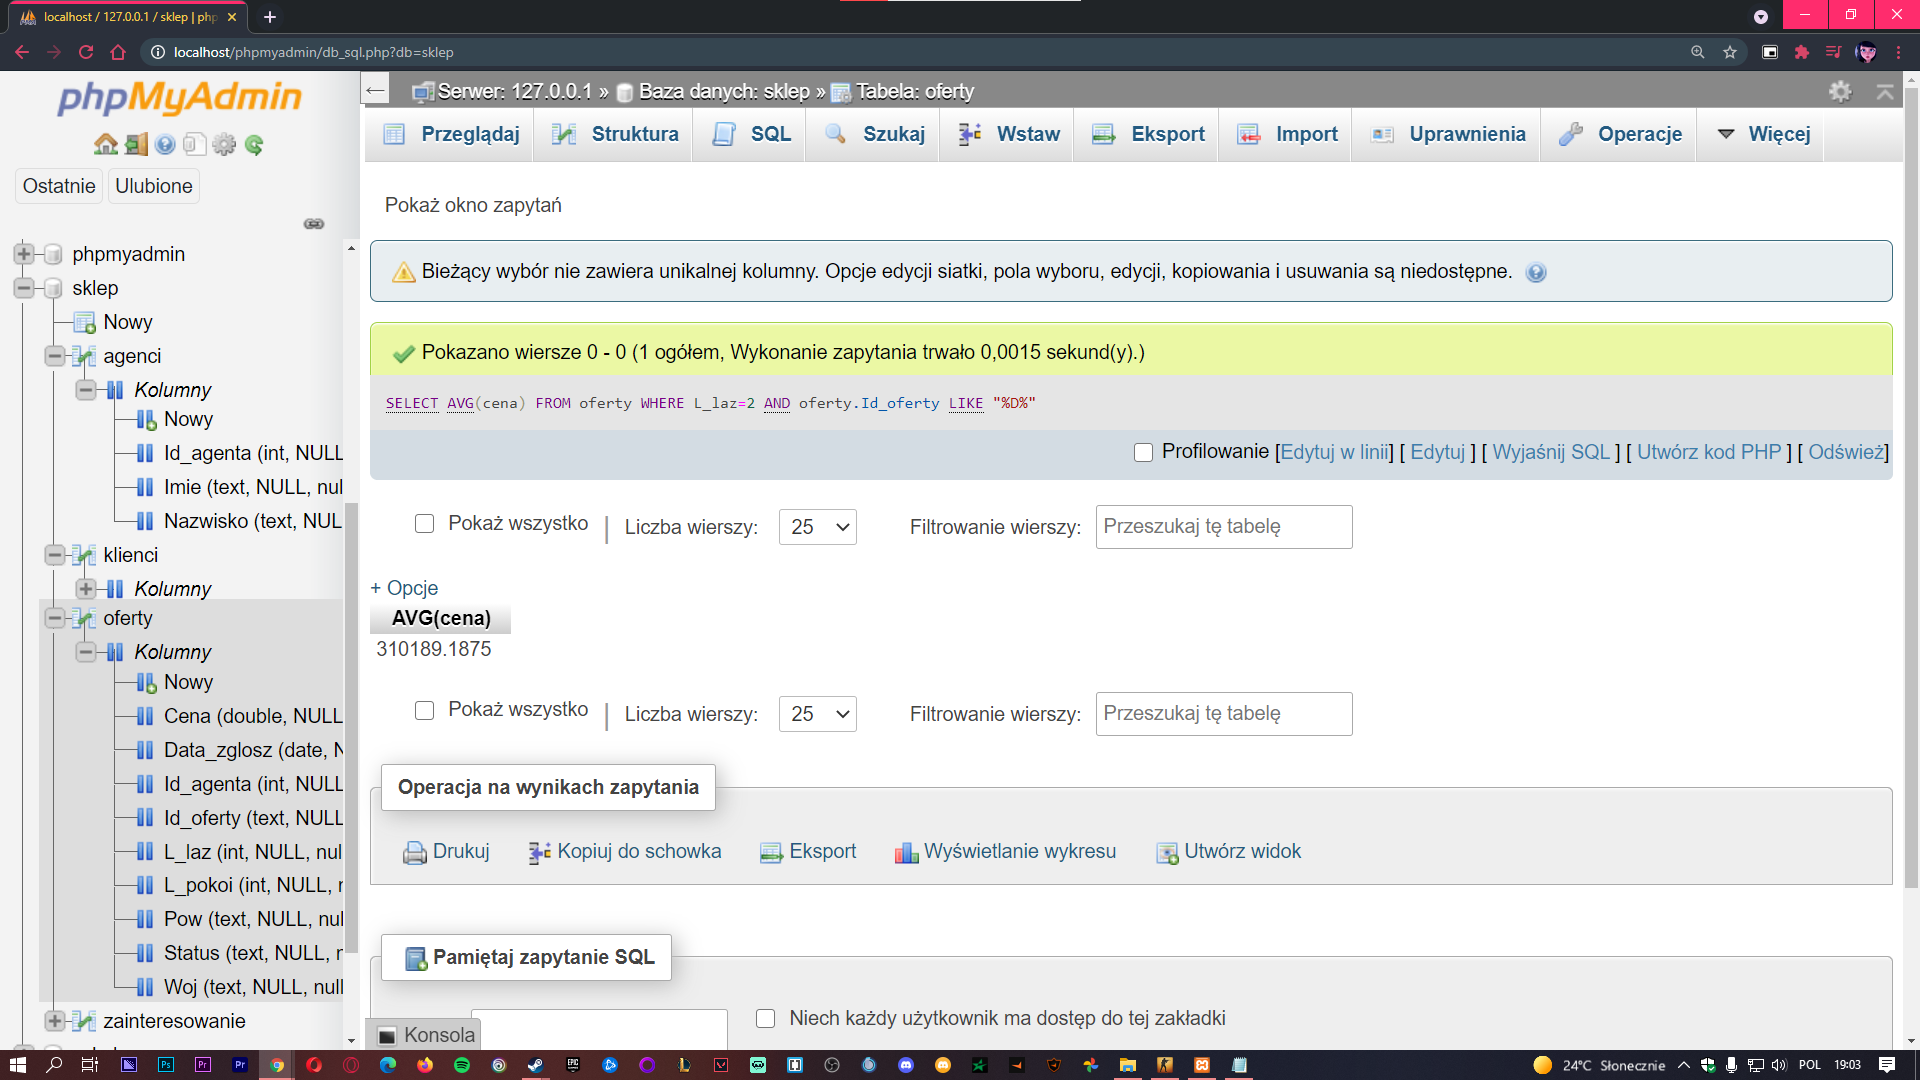 localhost / 127.0.0.1 / sklep | php
localhost/phpmyadmin/db_sql.php?db=sklep
phpMyAdmin
Ostatnie Ulubione
phpmyadmin
sklep
Nowy
agenci
Kolumny
Nowy
Id_agenta (int, NULL
Imie (text, NULL, nul
Nazwisko (text, NUL
klienci
Kolumny
oferty
Kolumny
Nowy
Cena (double, NULL
Data_zglosz (date, N
Id_agenta (int, NULL
Id_oferty (text, NULL
L_laz (int, NULL, nul
L_pokoi (int, NULL, n
Pow (text, NULL, nul
Status (text, NULL, n
Woj (text, NULL, null
zainteresowanie
Serwer: 127.0.0.1 » Baza danych: sklep » Tabela: oferty
Przeglądaj Struktura SQL Szukaj Wstaw Eksport Import Uprawnienia Operacje Więcej
Pokaż okno zapytań
Bieżący wybór nie zawiera unikalnej kolumny. Opcje edycji siatki, pola wyboru, edycji, kopiowania i usuwania są niedostępne.
Pokazano wiersze 0 - 0 (1 ogółem, Wykonanie zapytania trwało 0,0015 sekund(y).)
SELECT AVG(cena) FROM oferty WHERE L_laz=2 AND oferty.Id_oferty LIKE "%D%"
Profilowanie [Edytuj w linii] [ Edytuj ] [ Wyjaśnij SQL ] [ Utwórz kod PHP ] [ Odśwież]
Pokaż wszystko | Liczba wierszy: 25 Filtrowanie wierszy: Przeszukaj tę tabelę
+ Opcje
AVG(cena)
310189.1875
Pokaż wszystko | Liczba wierszy: 25 Filtrowanie wierszy: Przeszukaj tę tabelę
Operacja na wynikach zapytania
Drukuj Kopiuj do schowka Eksport Wyświetlanie wykresu Utwórz widok
Pamiętaj zapytanie SQL
Niech każdy użytkownik ma dostęp do tej zakładki
Konsola
24°C Słonecznie POL 19:03